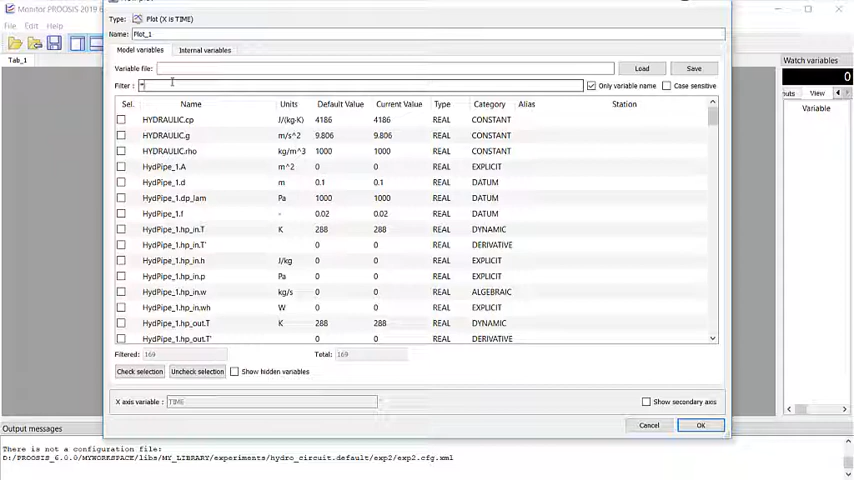 Monitor PROOSIS 2019 6
Type: Plot (X is TIME)
File Edit
Name: Plot_1
Model variables Internal variables
Tab_1
Watch variables
Variable file: Load Save
0
Filter : * Only variable name Case sensitive
View
Sel. Name Units Default Value Current Value Type Category Alias Station
Variable
HYDRAULIC.cp J/(kg·K) 4186 4186 REAL CONSTANT
HYDRAULIC.g m/s^2 9.806 9.806 REAL CONSTANT
HYDRAULIC.rho kg/m^3 1000 1000 REAL CONSTANT
HydPipe_1.A m^2 0 0 REAL EXPLICIT
HydPipe_1.d m 0.1 0.1 REAL DATUM
HydPipe_1.dp_lam Pa 1000 1000 REAL DATUM
HydPipe_1.f - 0.02 0.02 REAL DATUM
HydPipe_1.hp_in.T K 288 288 REAL DYNAMIC
HydPipe_1.hp_in.T' 0 0 REAL DERIVATIVE
HydPipe_1.hp_in.h J/kg 0 0 REAL EXPLICIT
HydPipe_1.hp_in.p Pa 0 0 REAL EXPLICIT
HydPipe_1.hp_in.w kg/s 0 0 REAL ALGEBRAIC
HydPipe_1.hp_in.wh W 0 0 REAL EXPLICIT
HydPipe_1.hp_out.T K 288 288 REAL DYNAMIC
HydPipe_1.hp_out.T' 0 0 REAL DERIVATIVE
Filtered: 169 Total: 169
Check selection Uncheck selection Show hidden variables
X axis variable : TIME Show secondary axis
Cancel OK
Output messages
There is not a configuration file:
D:/PROOSIS_6.0.0/MYWORKSPACE/libs/MY_LIBRARY/experiments/hydro_circuit.default/exp2/exp2.cfg.xml